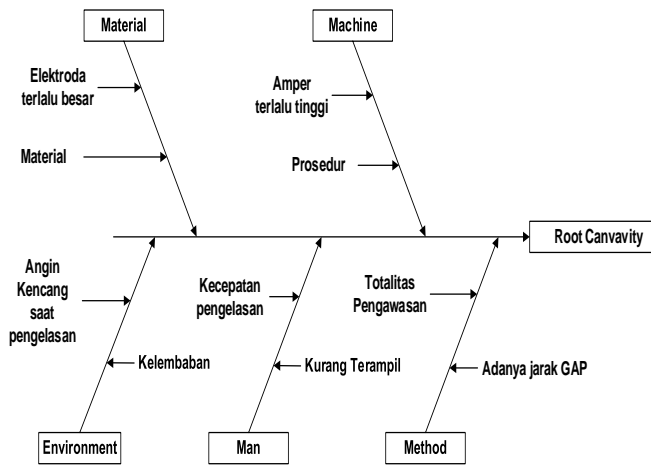 Material
Machine
Elektroda
terlalu besar
Amper
terlalu tinggi
Material
Prosedur
Root Canvavity
Angin
Kencang
saat
pengelasan
Kecepatan
pengelasan
Totalitas
Pengawasan
Kelembaban
Kurang Terampil
Adanya jarak GAP
Environment
Man
Method